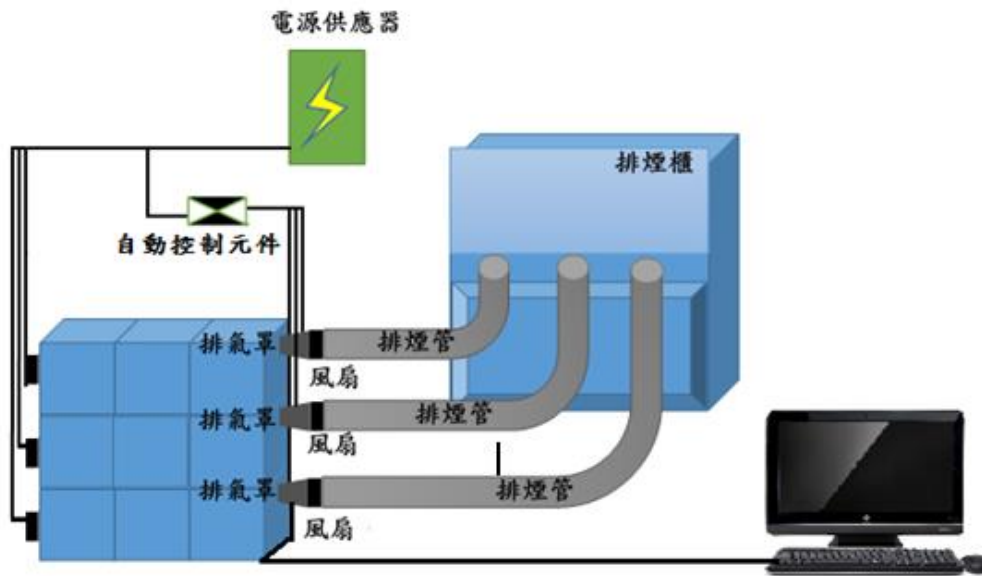 電源供應器
排煙櫃
自動控制元件
排氣罩
排煙管
風扇
排氣罩
排煙管
風扇
排氣罩
排煙管
風扇